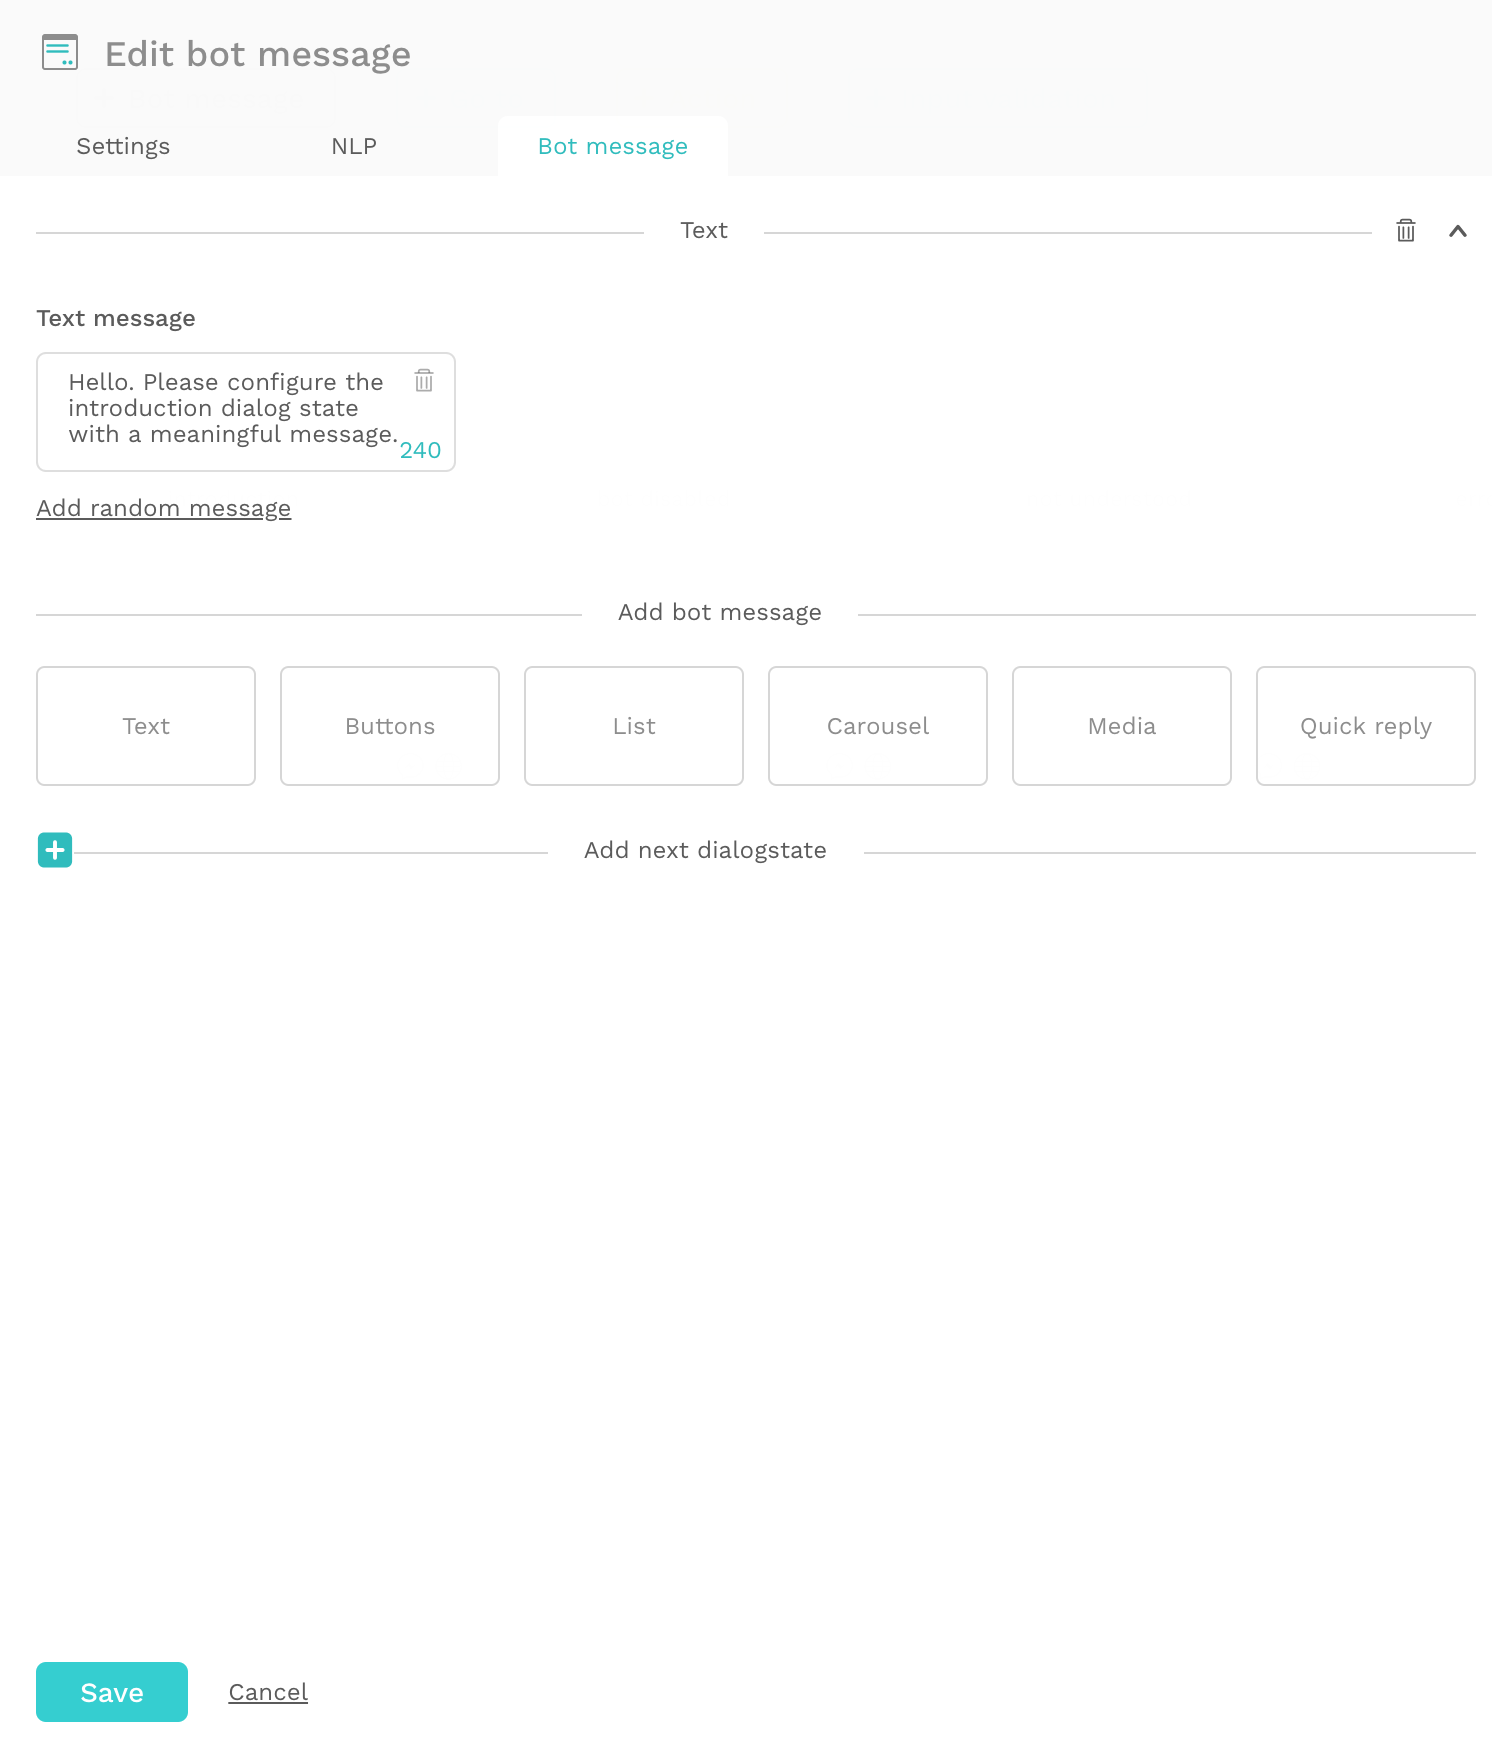 Edit bot message
Settings
NLP
Bot message
Text
Text message
Hello. Please configure the
introduction dialog state
with a meaningful message.
240
Add random message
Add bot message
Text
Buttons
List
Carousel
Media
Quick reply
Add next dialogstate
Save
Cancel